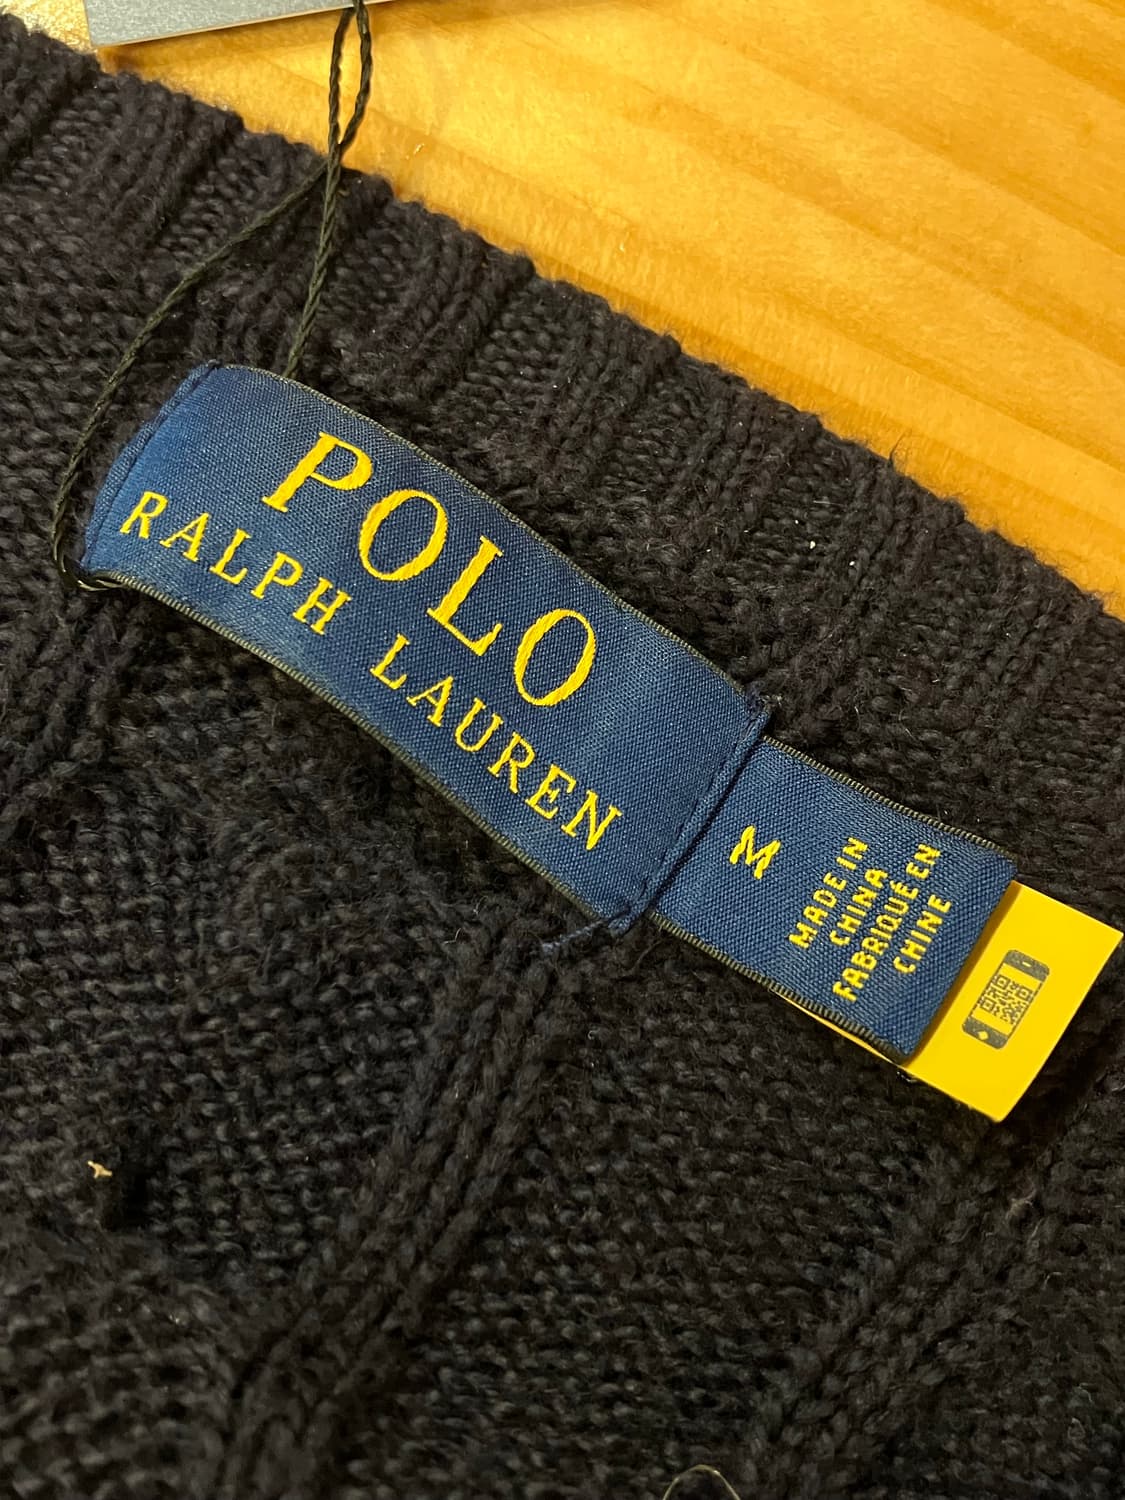 POLO
RALPH LAUREN
M
MADE IN
CHINA
FABRIQUÉ EN
CHINE